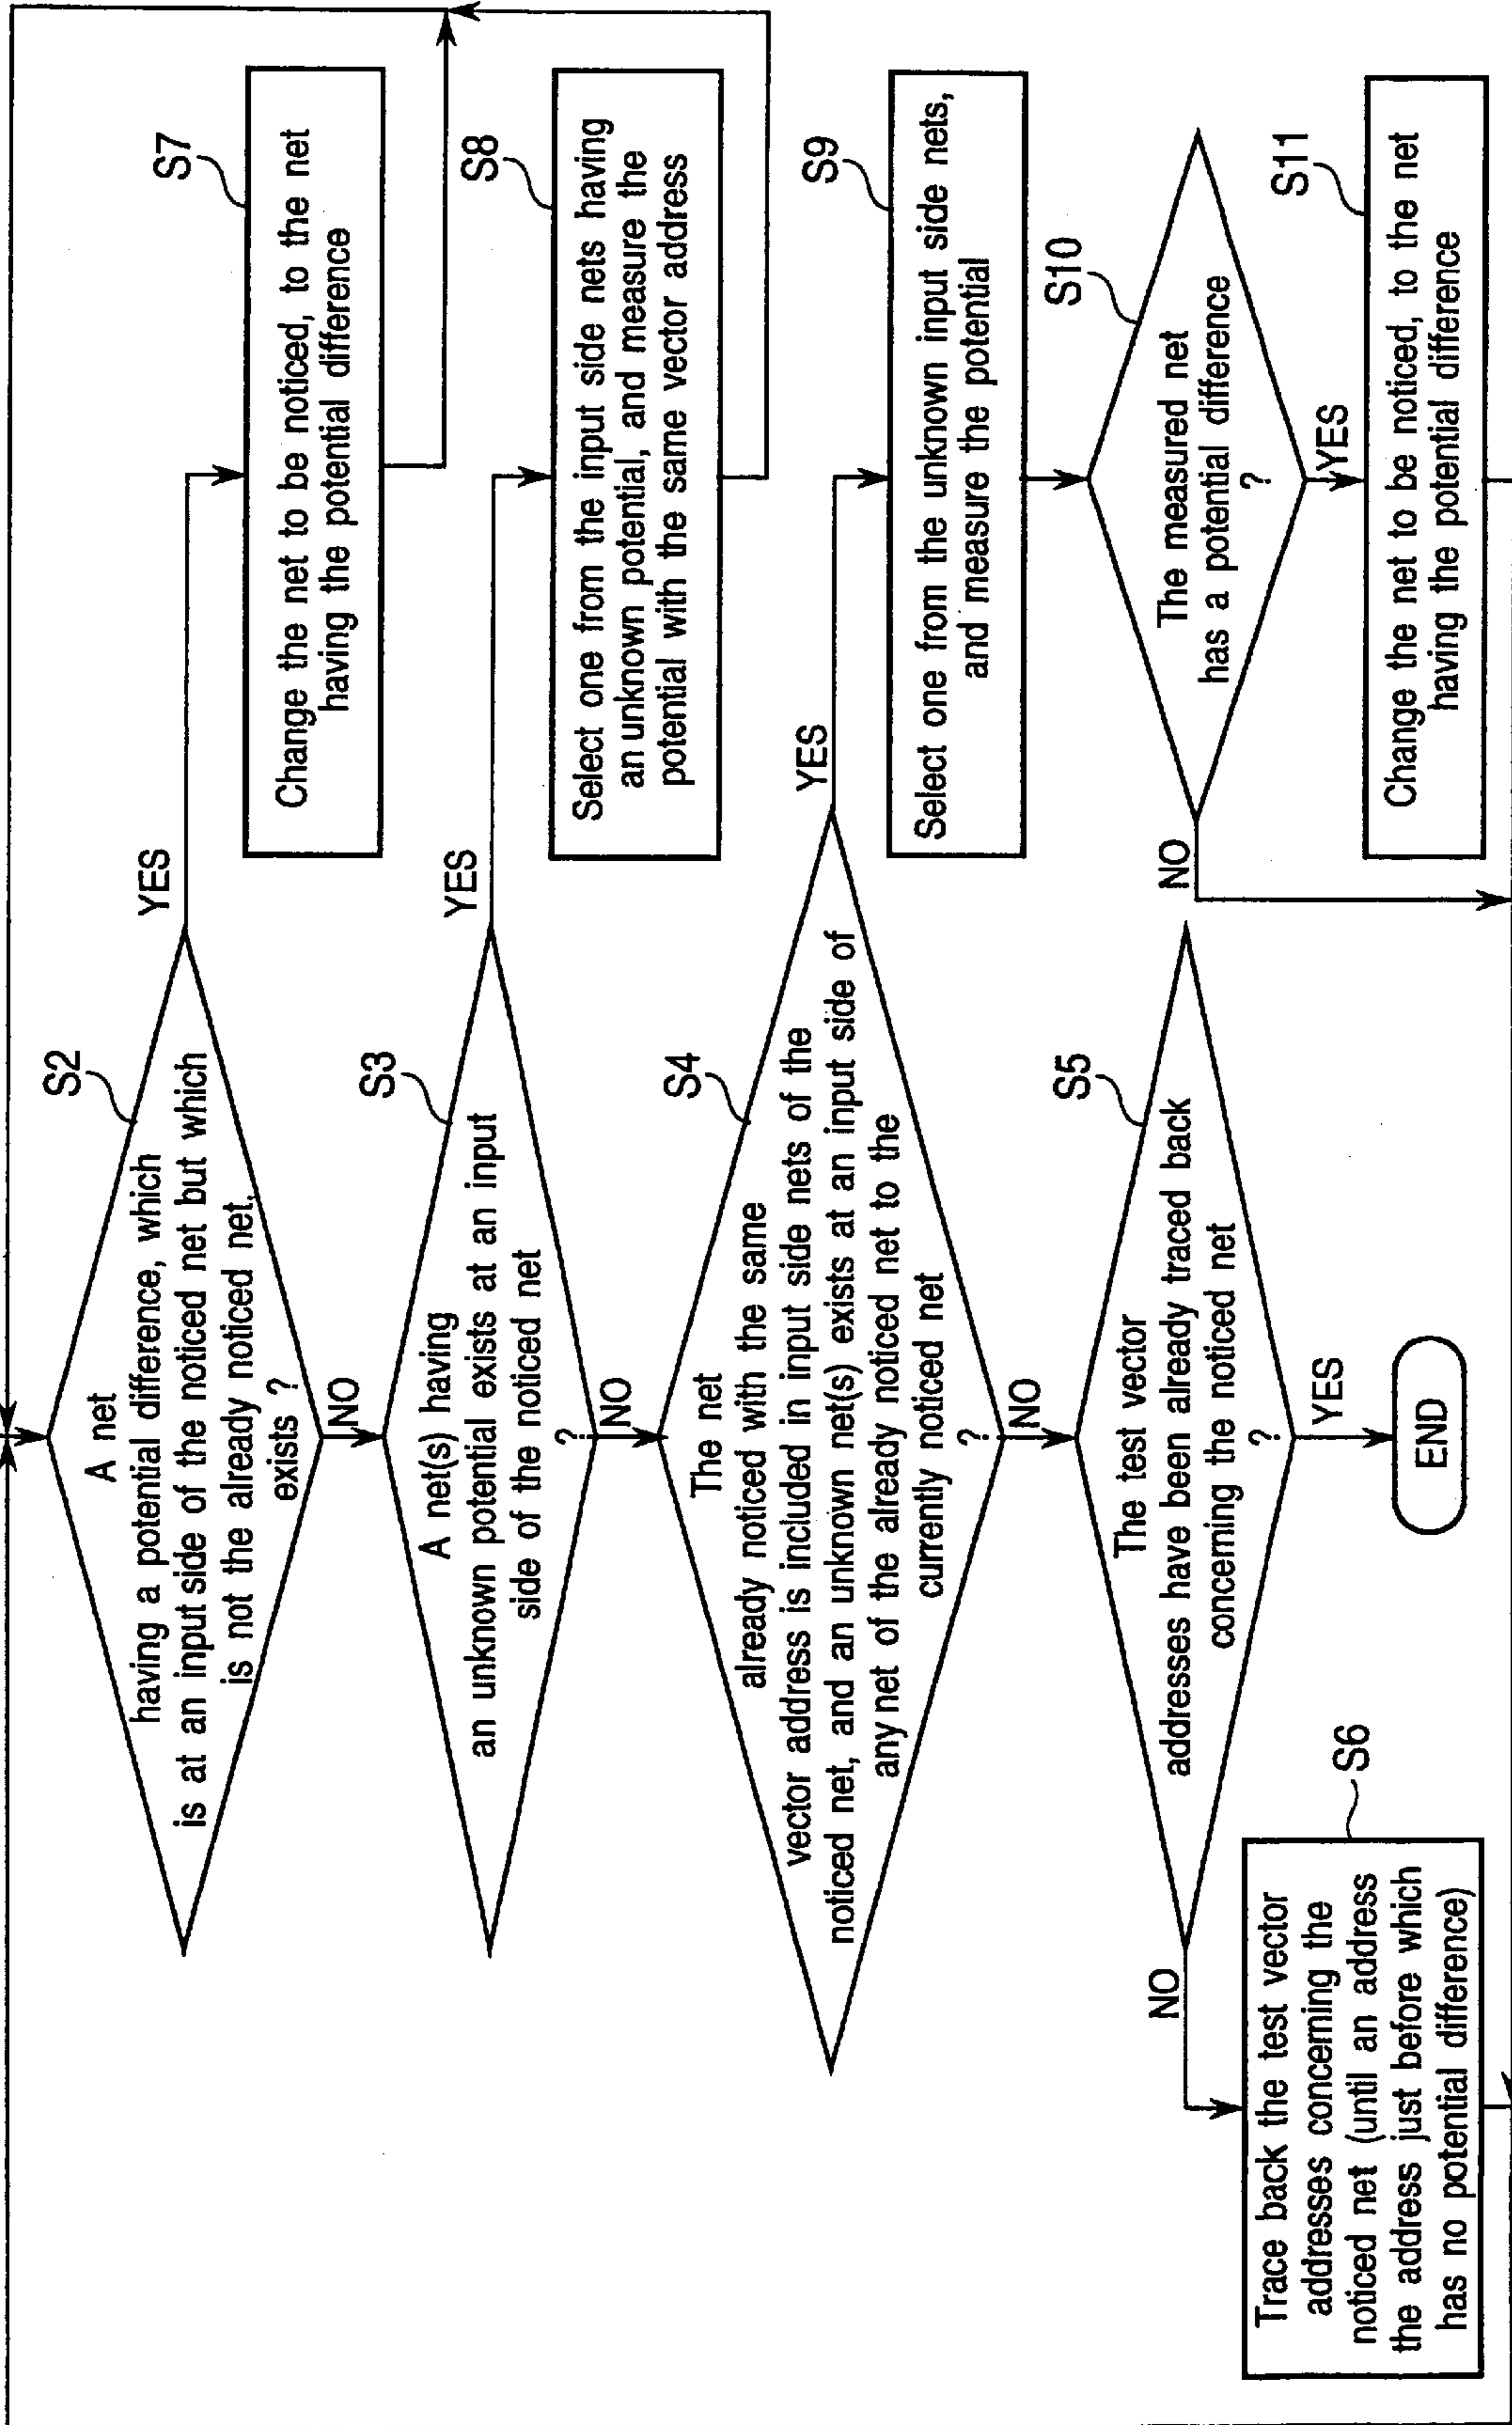 S2
A net
having a potential difference, which
is at an input side of the noticed net but which
is not the already noticed net,
exists ?
YES
NO
S7
Change the net to be noticed, to the net
having the potential difference
S3
A net(s) having
an unknown potential exists at an input
side of the noticed net
?
YES
NO
S8
Select one from the input side nets having
an unknown potential, and measure the
potential with the same vector address
S4
The net
already noticed with the same
vector address is included in input side nets of the
noticed net, and an unknown net(s) exists at an input side of
any net of the already noticed net to the
currently noticed net
?
YES
NO
S9
Select one from the unknown input side nets,
and measure the potential
S10
The measured net
has a potential difference
?
NO
YES
S11
Change the net to be noticed, to the net
having the potential difference
S5
The test vector
addresses have been already traced back
concerning the noticed net
?
NO
YES
S6
Trace back the test vector
addresses concerning the
noticed net (until an address
the address just before which
has no potential difference)
END